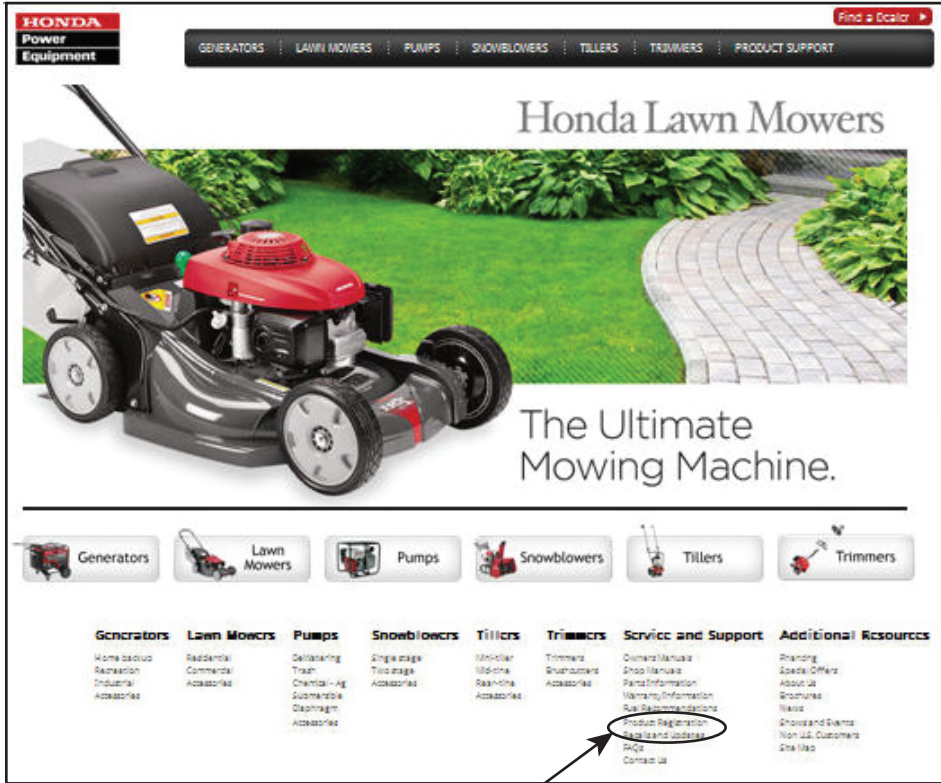 HONDA
Power
Equipment
Find a Dealer
GENERATORS LAWN MOWERS PUMPS SNOWBLOWERS TILLERS TRIMMERS PRODUCT SUPPORT
Honda Lawn Mowers
The Ultimate
Mowing Machine.
Generators
Lawn
Mowers
Pumps
Snowblowers
Tillers
Trimmers
Generators
Home backup
Recreation
Industrial
Accessories
Lawn Mowers
Residential
Commercial
Accessories
Pumps
DeWatering
Trash
Chemical - Ag
Submersible
Diaphragm
Accessories
Snowblowers
Single stage
Two stage
Accessories
Tillers
Mini-tiller
Mid-tine
Rear-tine
Accessories
Trimmers
Trimmers
Brushcutters
Accessories
Service and Support
Owners Manuals
Shop Manuals
Parts Information
Warranty Information
Fuel Recommendations
Product Registration
Recalls and Updates
FAQs
Contact Us
Additional Resources
Financing
Special Offers
About Us
Brochures
News
Shows and Events
Non U.S. Customers
Site Map